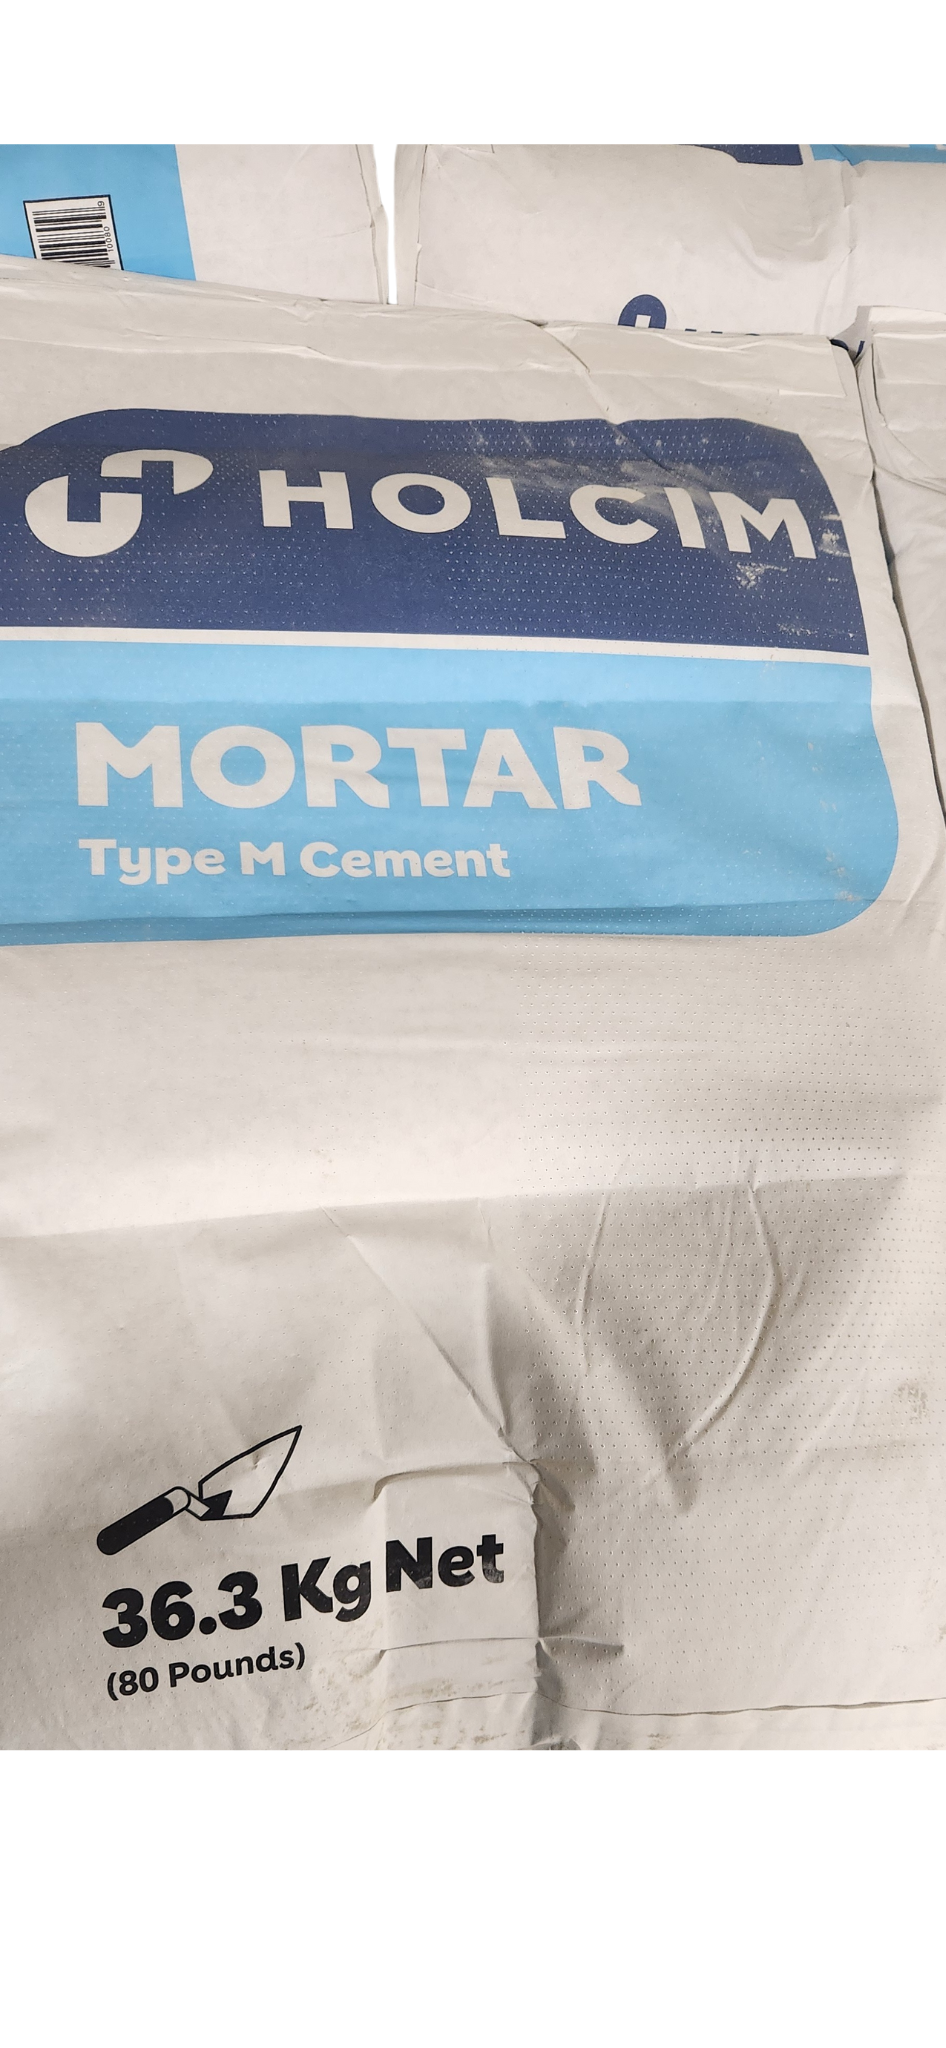 HOLCIM
MORTAR
Type M Cement
36.3 Kg Net
(80 Pounds)